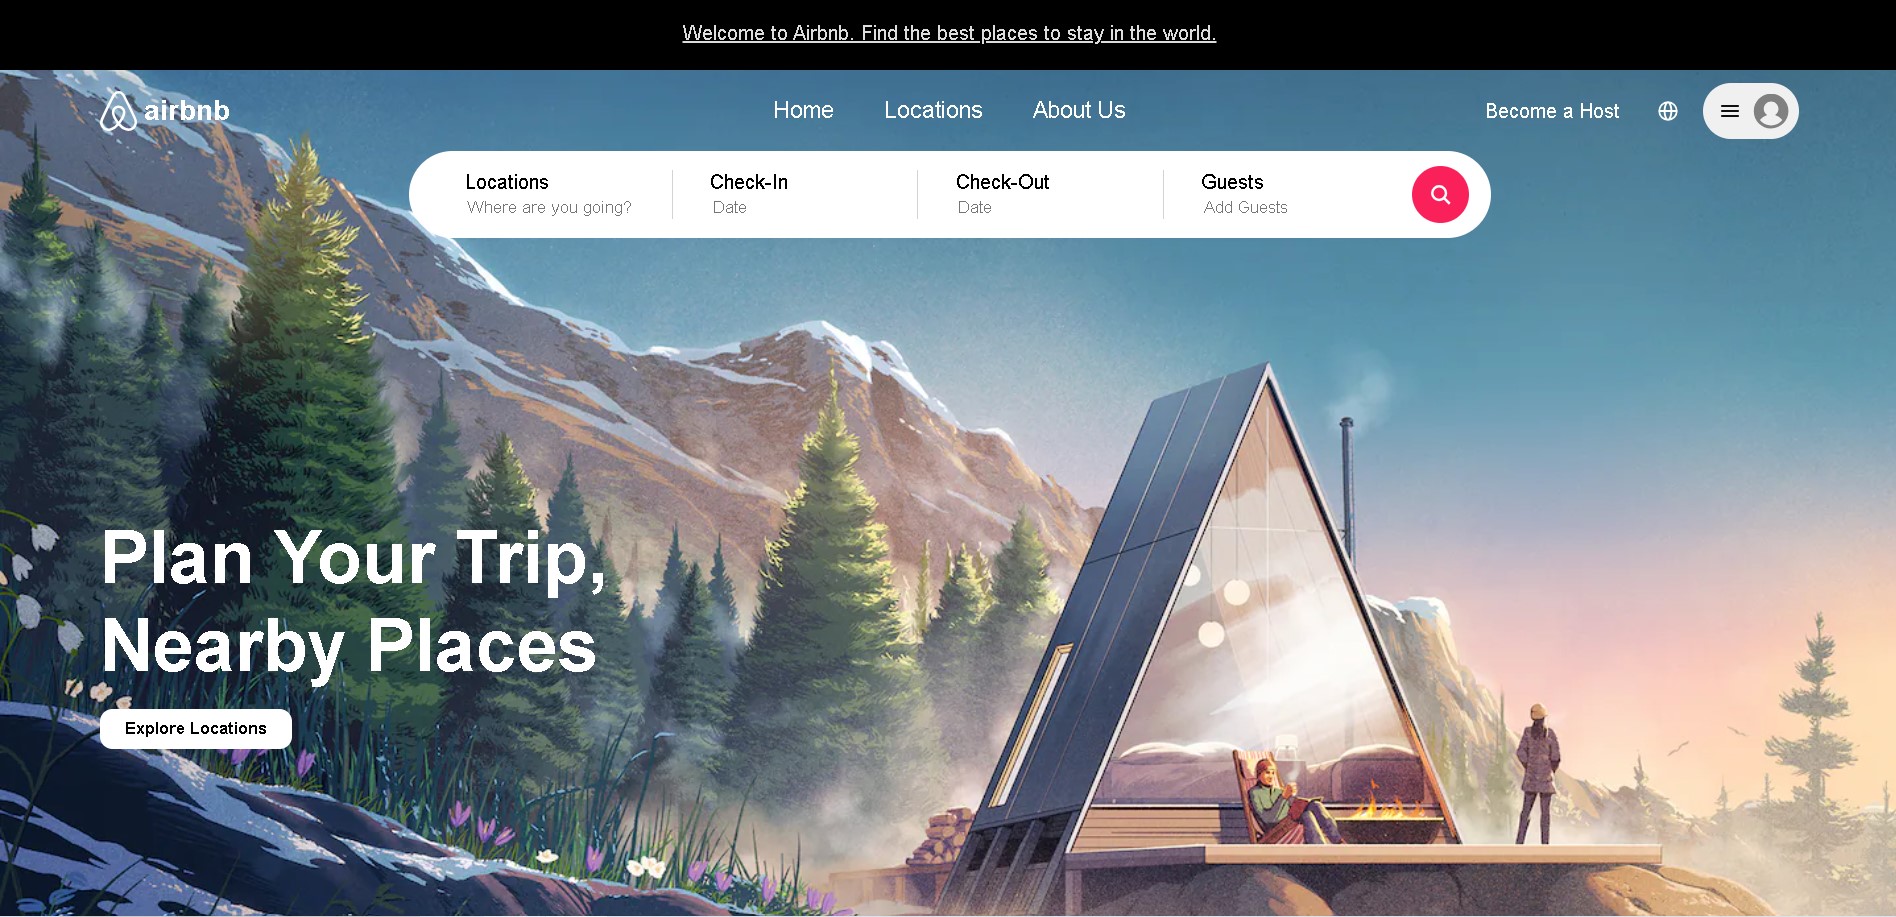 Welcome to Airbnb. Find the best places to stay in the world.
airbnb
Home
Locations
About Us
Become a Host
Locations
Where are you going?
Check-In
Date
Check-Out
Date
Guests
Add Guests
Plan Your Trip,
Nearby Places
Explore Locations